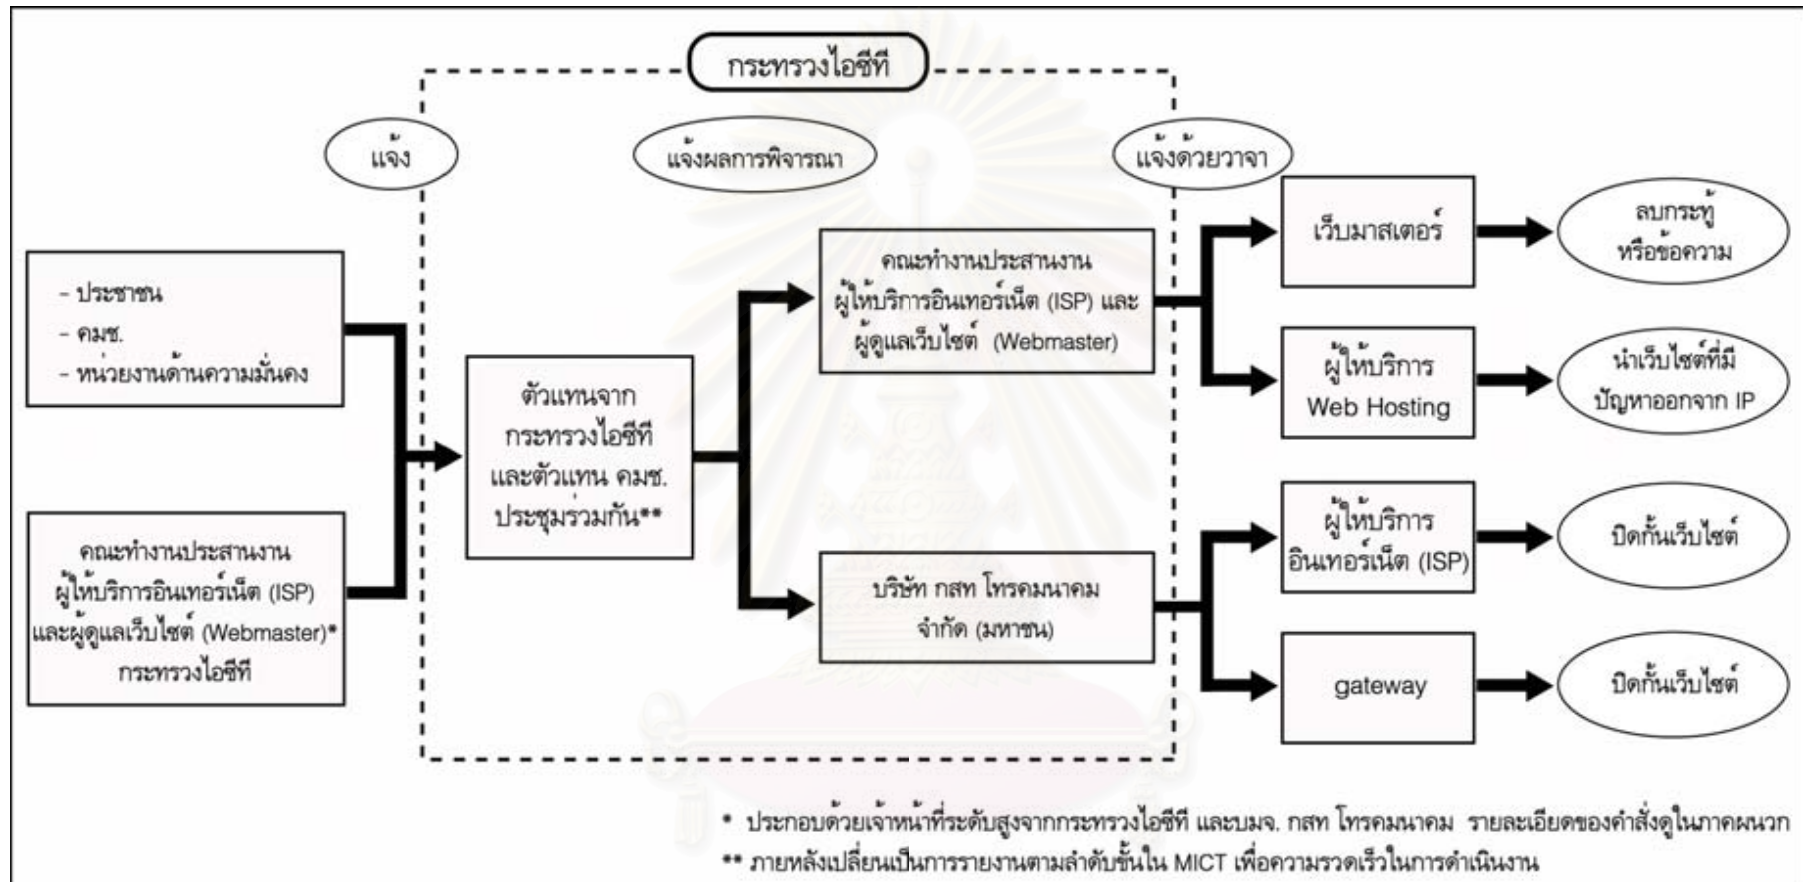 กระทรวงไอซีที
แจ้ง
แจ้งผลการพิจารณา
แจ้งด้วยวาจา
- ประชาชน
- คมช.
- หน่วยงานด้านความมั่นคง
คณะทำงานประสานงาน
ผู้ให้บริการอินเทอร์เน็ต (ISP)
และผู้ดูแลเว็บไซต์ (Webmaster)*
กระทรวงไอซีที
ตัวแทนจาก
กระทรวงไอซีที
และตัวแทน คมช.
ประชุมร่วมกัน**
คณะทำงานประสานงาน
ผู้ให้บริการอินเทอร์เน็ต (ISP) และ
ผู้ดูแลเว็บไซต์ (Webmaster)
บริษัท กสท โทรคมนาคม
จำกัด (มหาชน)
เว็บมาสเตอร์
ลบกระทู้
หรือข้อความ
ผู้ให้บริการ
Web Hosting
นำเว็บไซต์ที่มี
ปัญหาออกจาก IP
ผู้ให้บริการ
อินเทอร์เน็ต (ISP)
ปิดกั้นเว็บไซต์
gateway
ปิดกั้นเว็บไซต์
* ประกอบด้วยเจ้าหน้าที่ระดับสูงจากกระทรวงไอซีที และบมจ. กสท โทรคมนาคม รายละเอียดของคำสั่งดูในภาคผนวก
** ภายหลังเปลี่ยนเป็นการรายงานตามลำดับชั้นใน MICT เพื่อความรวดเร็วในการดำเนินงาน